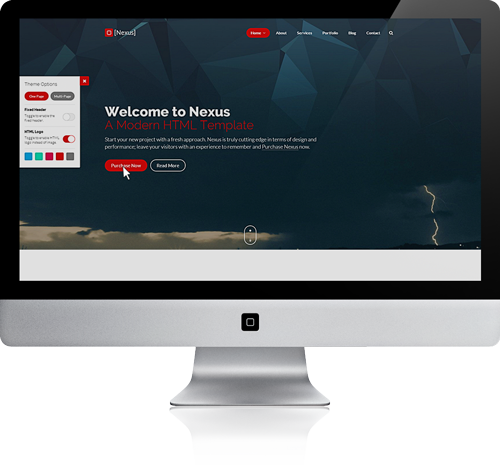 [Nexus]
Home
About
Services
Portfolio
Blog
Contact
Theme Options
One Page
Multi Page
Fixed Header
Toggle to enable the
fixed header.
HTML Logo
Toggle to enable HTML
logo instead of image.
Welcome to Nexus
A Modern HTML Template
Start your new project with a fresh approach. Nexus is truly cutting edge in terms of design and
performance; leave your visitors with an experience to remember and Purchase Nexus now.
Purchase Now
Read More